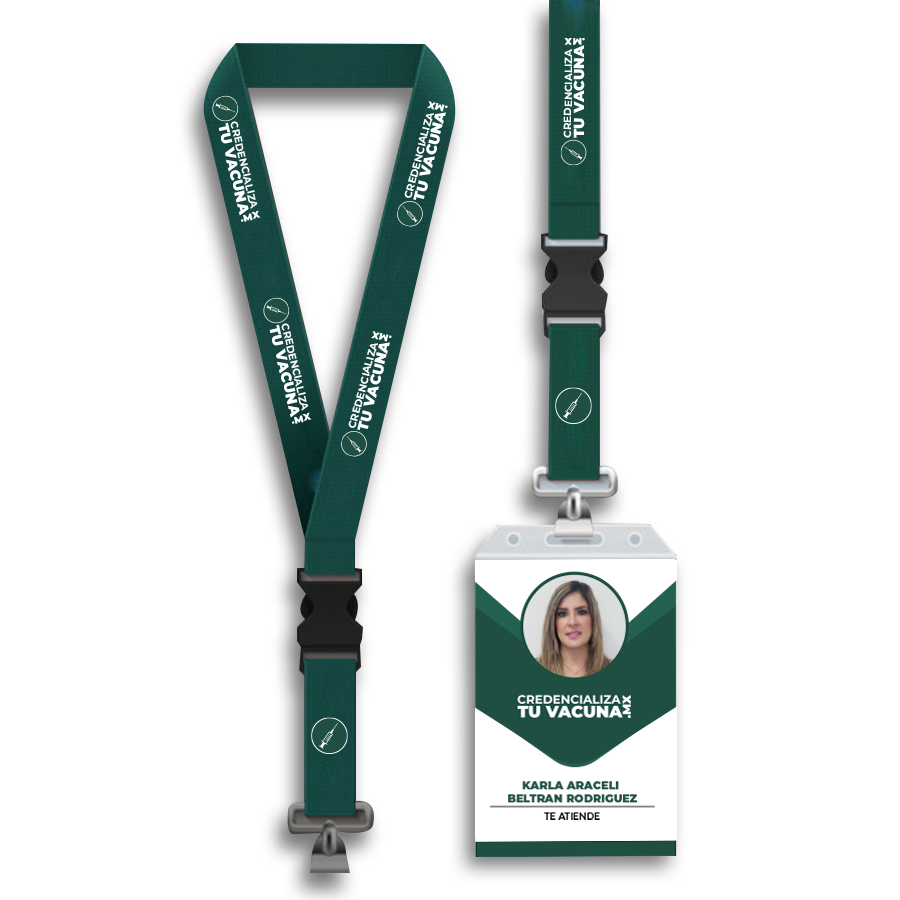 CREDENCIALIZA
TU VACUNA.MX
CREDENCIALIZA
TU VACUNA.MX
CREDENCIALIZA
TU VACUNA.MX
CREDENCIALIZA
TU VACUNA.MX
CREDENCIALIZA
TU VACUNA.MX
CREDENCIALIZA
TU VACUNA.MX
KARLA ARACELI
BELTRAN RODRIGUEZ
TE ATIENDE